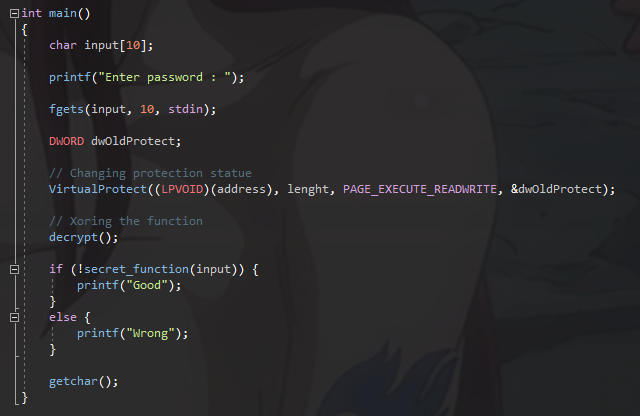 int main()
{
char input[10];
printf("Enter password : ");
fgets(input, 10, stdin);
DWORD dwOldProtect;
// Changing protection statue
VirtualProtect((LPVOID)(address), lenght, PAGE_EXECUTE_READWRITE, &dwOldProtect);
// Xoring the function
decrypt();
if (!secret_function(input)) {
printf("Good");
}
else {
printf("Wrong");
}
getchar();
}